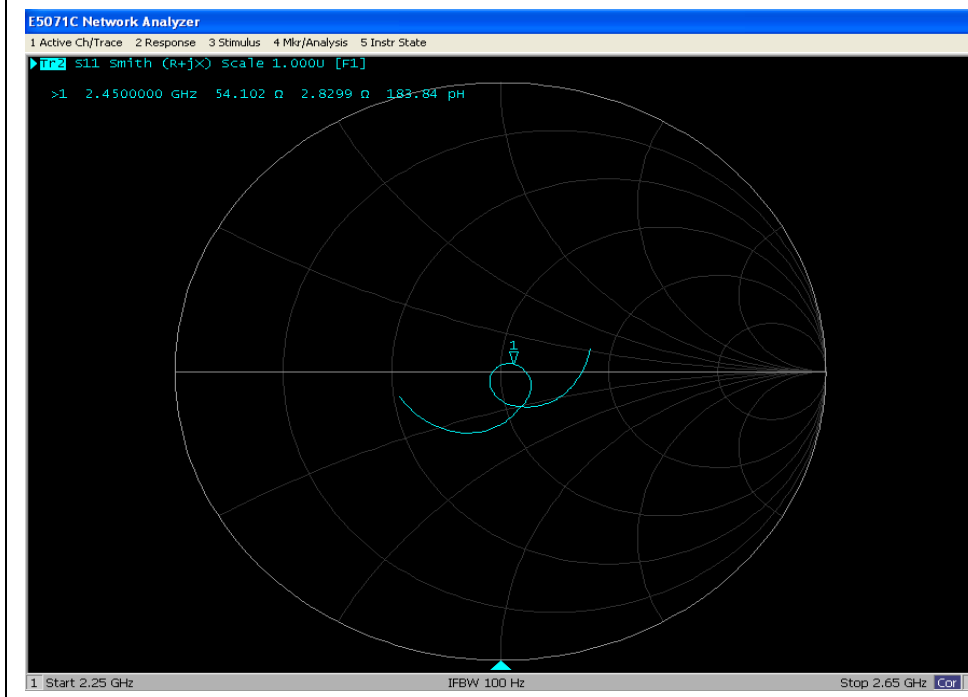 E5071C Network Analyzer
1 Active Ch/Trace 2 Response 3 Stimulus 4 Mkr/Analysis 5 Instr State
Tr2 S11 Smith (R+jX) Scale 1.000U [F1]
>1 2.4500000 GHz 54.102 Ω 2.8299 Ω 183.84 pH
1
1 Start 2.25 GHz IFBW 100 Hz Stop 2.65 GHz Cor